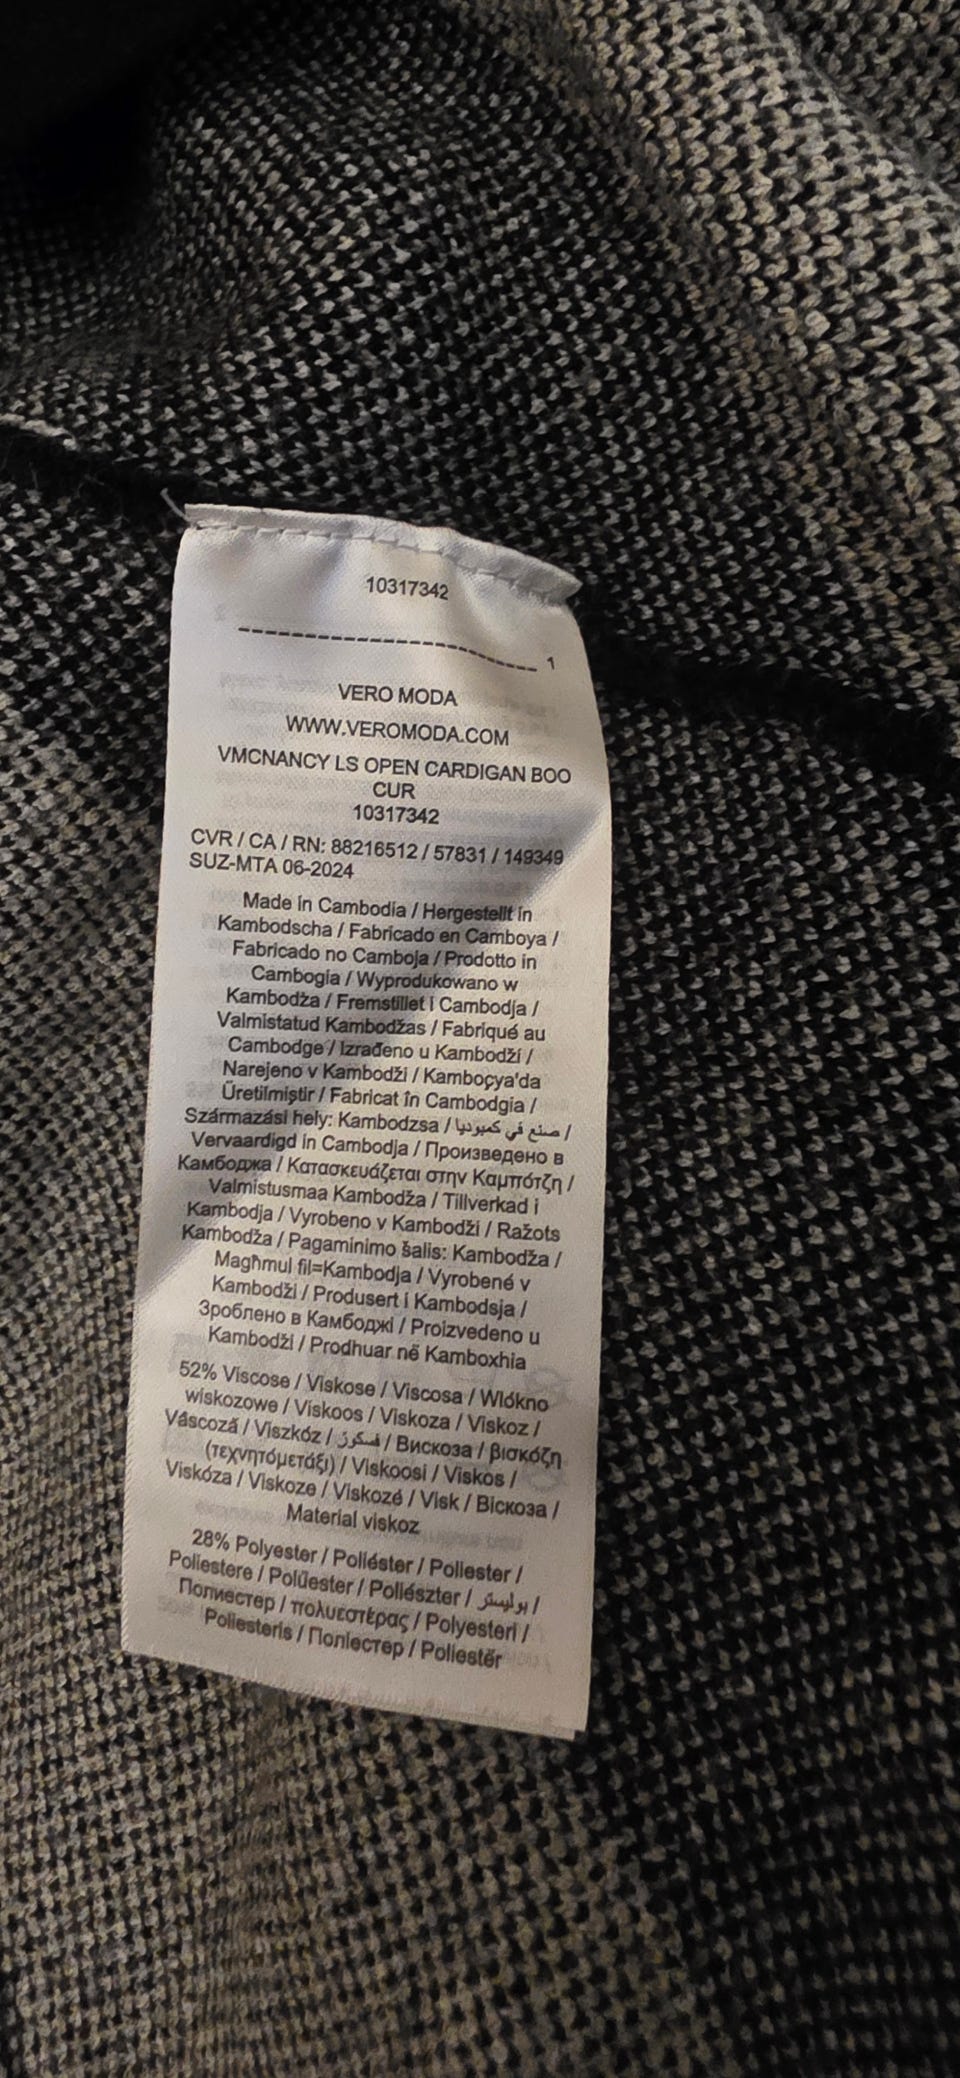 10317342
1
VERO MODA
WWW.VEROMODA.COM
VMCNANCY LS OPEN CARDIGAN BOO
CUR
10317342
CVR / CA / RN: 88216512 / 57831 / 149349
SUZ-MTA 06-2024
Made in Cambodia / Hergestellt in
Kambodscha / Fabricado en Camboya /
Fabricado no Camboja / Prodotto in
Cambogia / Wyprodukowano w
Kambodża / Fremstillet i Cambodja /
Valmistatud Kambodžas / Fabriqué au
Cambodge / Izrađeno u Kambodži /
Narejeno v Kambodži / Kamboçya'da
Üretilmiştir / Fabricat în Cambodgia /
Származási hely: Kambodzsa / صنع في كمبوديا /
Vervaardigd in Cambodja / Произведено в
Камбоджа / Κατασκευάζεται στην Καμπότζη /
Valmistusmaa Kambodža / Tillverkad i
Kambodja / Vyrobeno v Kambodži / Ražots
Kambodža / Pagaminimo šalis: Kambodža /
Magħmul fil=Kambodja / Vyrobené v
Kambodži / Produsert i Kambodsja /
Зроблено в Камбоджі / Proizvedeno u
Kambodži / Prodhuar në Kamboxhia
52% Viscose / Viskose / Viscosa / Wlókno
wiskozowe / Viskoos / Viskoza / Viskoz /
Vâscoză / Viszkóz / فسكوز / Вискоза / βισκόζη
(τεχνητόμετάξι) / Viskoosi / Viskos /
Viskóza / Viskoze / Viskozė / Visk / Віскоза /
Material viskoz
28% Polyester / Poliéster / Poliester /
Poliestere / Polüester / Poliészter / بوليستر /
Полиестер / πολυεστέρας / Polyesteri /
Poliesteris / Поліестер / Poliestër